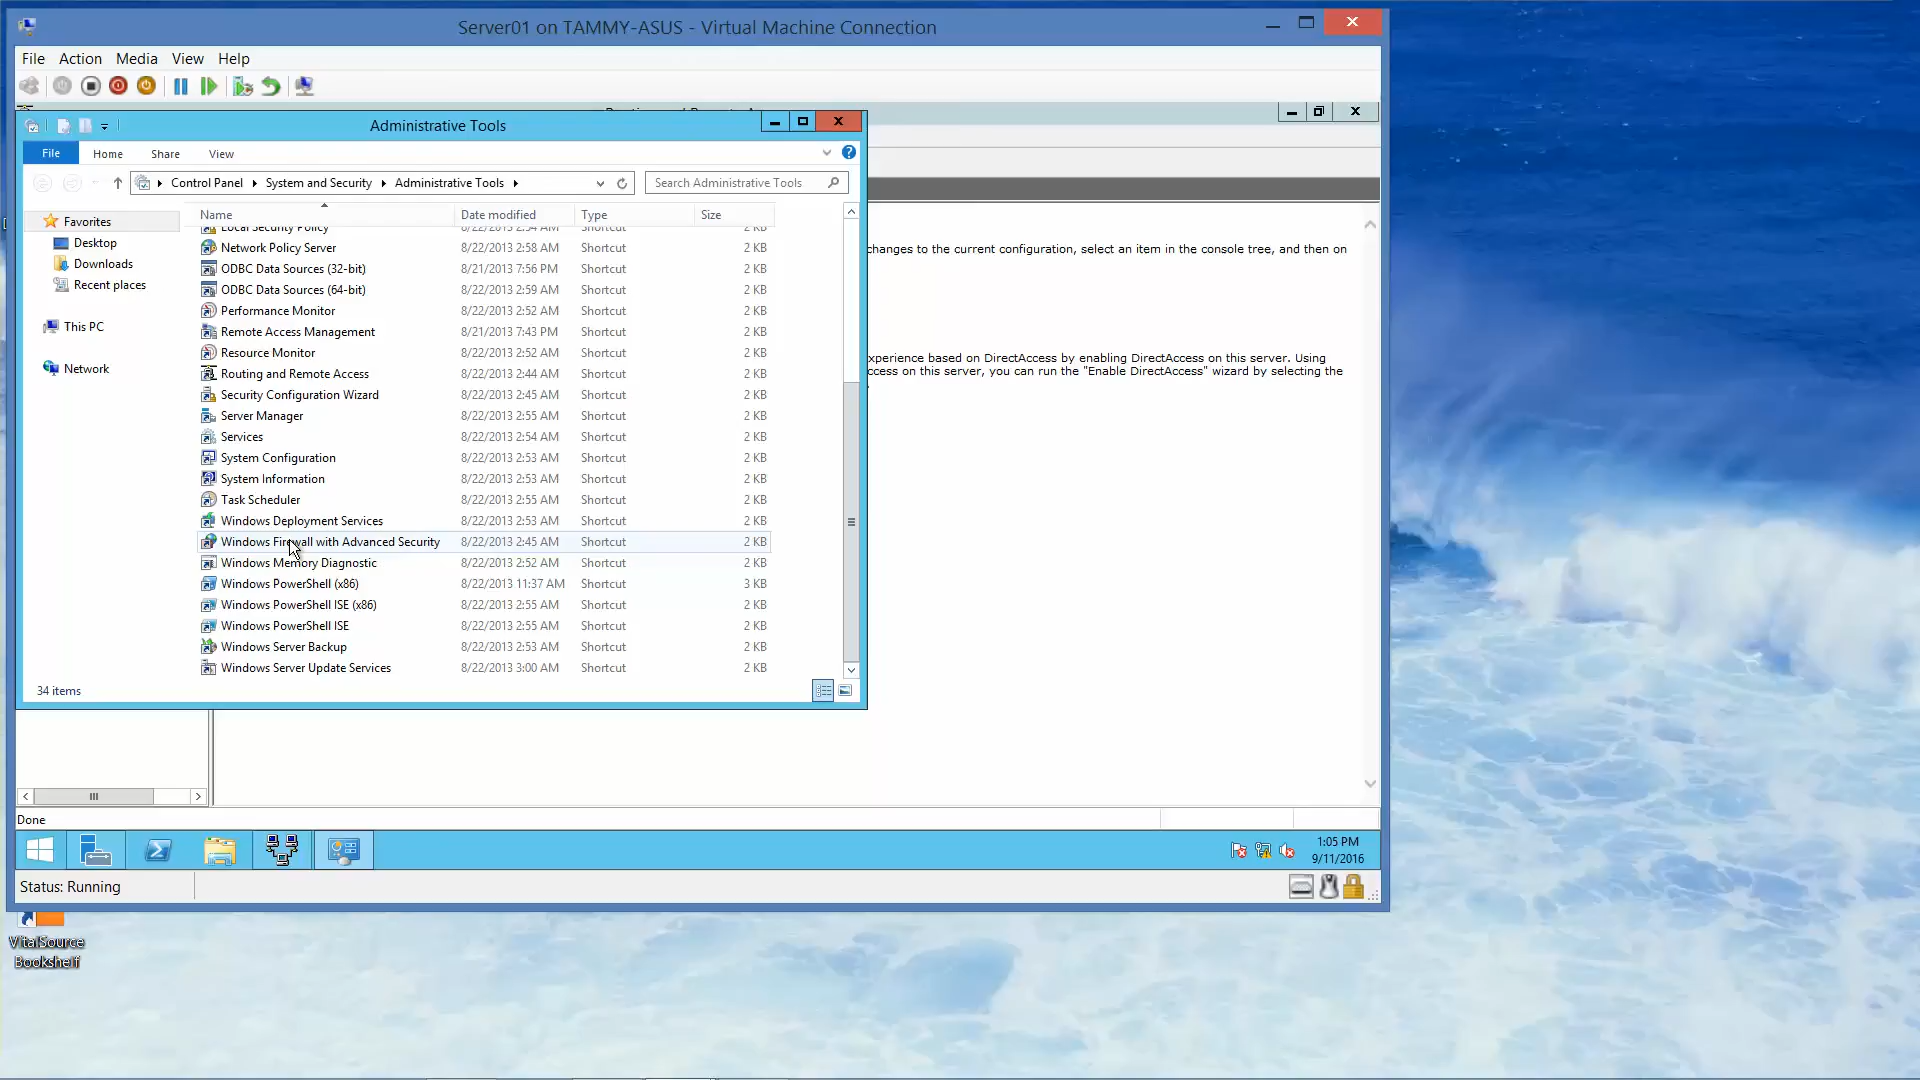 Server01 on TAMMY-ASUS - Virtual Machine Connection
File Action Media View Help
Administrative Tools
File Home Share View
Control Panel System and Security Administrative Tools
Search Administrative Tools
Name Date modified Type Size
Favorites
Desktop
Downloads
Recent places
This PC
Network
Local Security Policy 8/22/2013 2:54 AM Shortcut 2 KB
Network Policy Server 8/22/2013 2:58 AM Shortcut 2 KB
ODBC Data Sources (32-bit) 8/21/2013 7:56 PM Shortcut 2 KB
ODBC Data Sources (64-bit) 8/22/2013 2:59 AM Shortcut 2 KB
Performance Monitor 8/22/2013 2:52 AM Shortcut 2 KB
Remote Access Management 8/21/2013 7:43 PM Shortcut 2 KB
Resource Monitor 8/22/2013 2:52 AM Shortcut 2 KB
Routing and Remote Access 8/22/2013 2:44 AM Shortcut 2 KB
Security Configuration Wizard 8/22/2013 2:45 AM Shortcut 2 KB
Server Manager 8/22/2013 2:55 AM Shortcut 2 KB
Services 8/22/2013 2:54 AM Shortcut 2 KB
System Configuration 8/22/2013 2:53 AM Shortcut 2 KB
System Information 8/22/2013 2:53 AM Shortcut 2 KB
Task Scheduler 8/22/2013 2:55 AM Shortcut 2 KB
Windows Deployment Services 8/22/2013 2:53 AM Shortcut 2 KB
Windows Firewall with Advanced Security 8/22/2013 2:45 AM Shortcut 2 KB
Windows Memory Diagnostic 8/22/2013 2:52 AM Shortcut 2 KB
Windows PowerShell (x86) 8/22/2013 11:37 AM Shortcut 3 KB
Windows PowerShell ISE (x86) 8/22/2013 2:55 AM Shortcut 2 KB
Windows PowerShell ISE 8/22/2013 2:55 AM Shortcut 2 KB
Windows Server Backup 8/22/2013 2:53 AM Shortcut 2 KB
Windows Server Update Services 8/22/2013 3:00 AM Shortcut 2 KB
34 items
changes to the current configuration, select an item in the console tree, and then on
xperience based on DirectAccess by enabling DirectAccess on this server. Using
ccess on this server, you can run the "Enable DirectAccess" wizard by selecting the
Done
1:05 PM
9/11/2016
Status: Running
VitalSource
Bookshelf